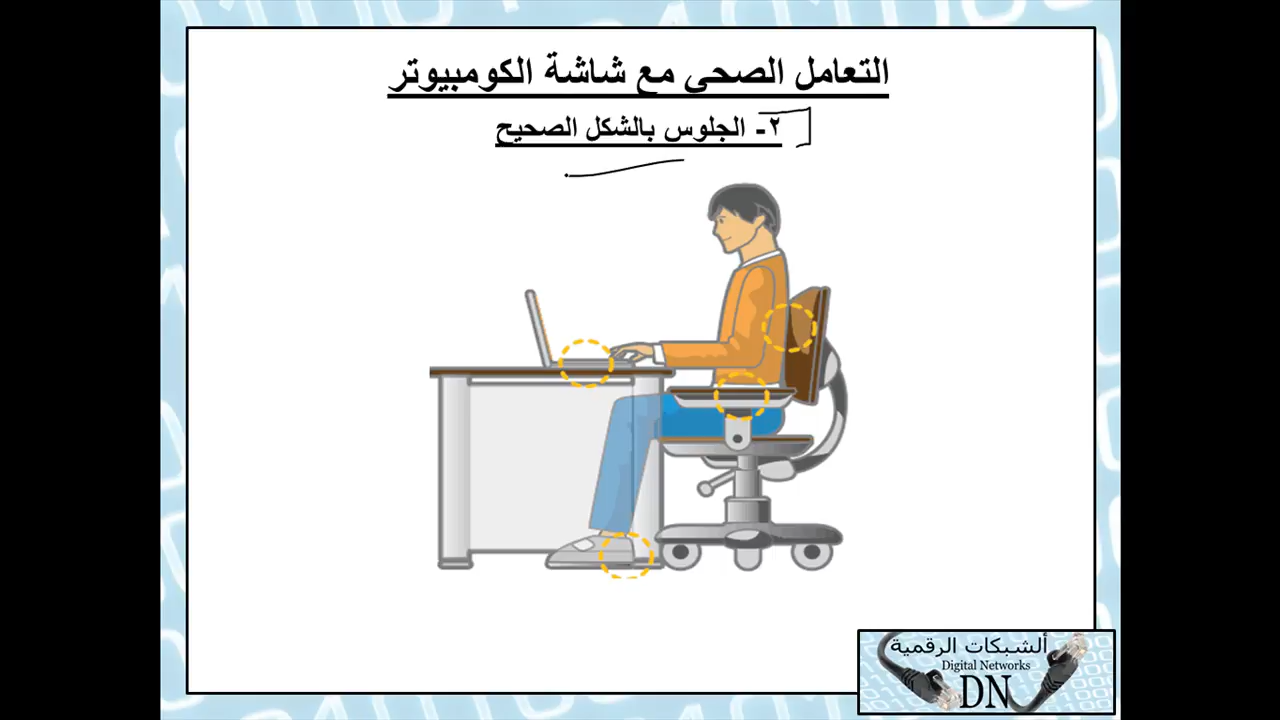 التعامل الصحى مع شاشة الكومبيوتر
٢- الجلوس بالشكل الصحيح
ألشبكات الرقمية
Digital Networks
DN